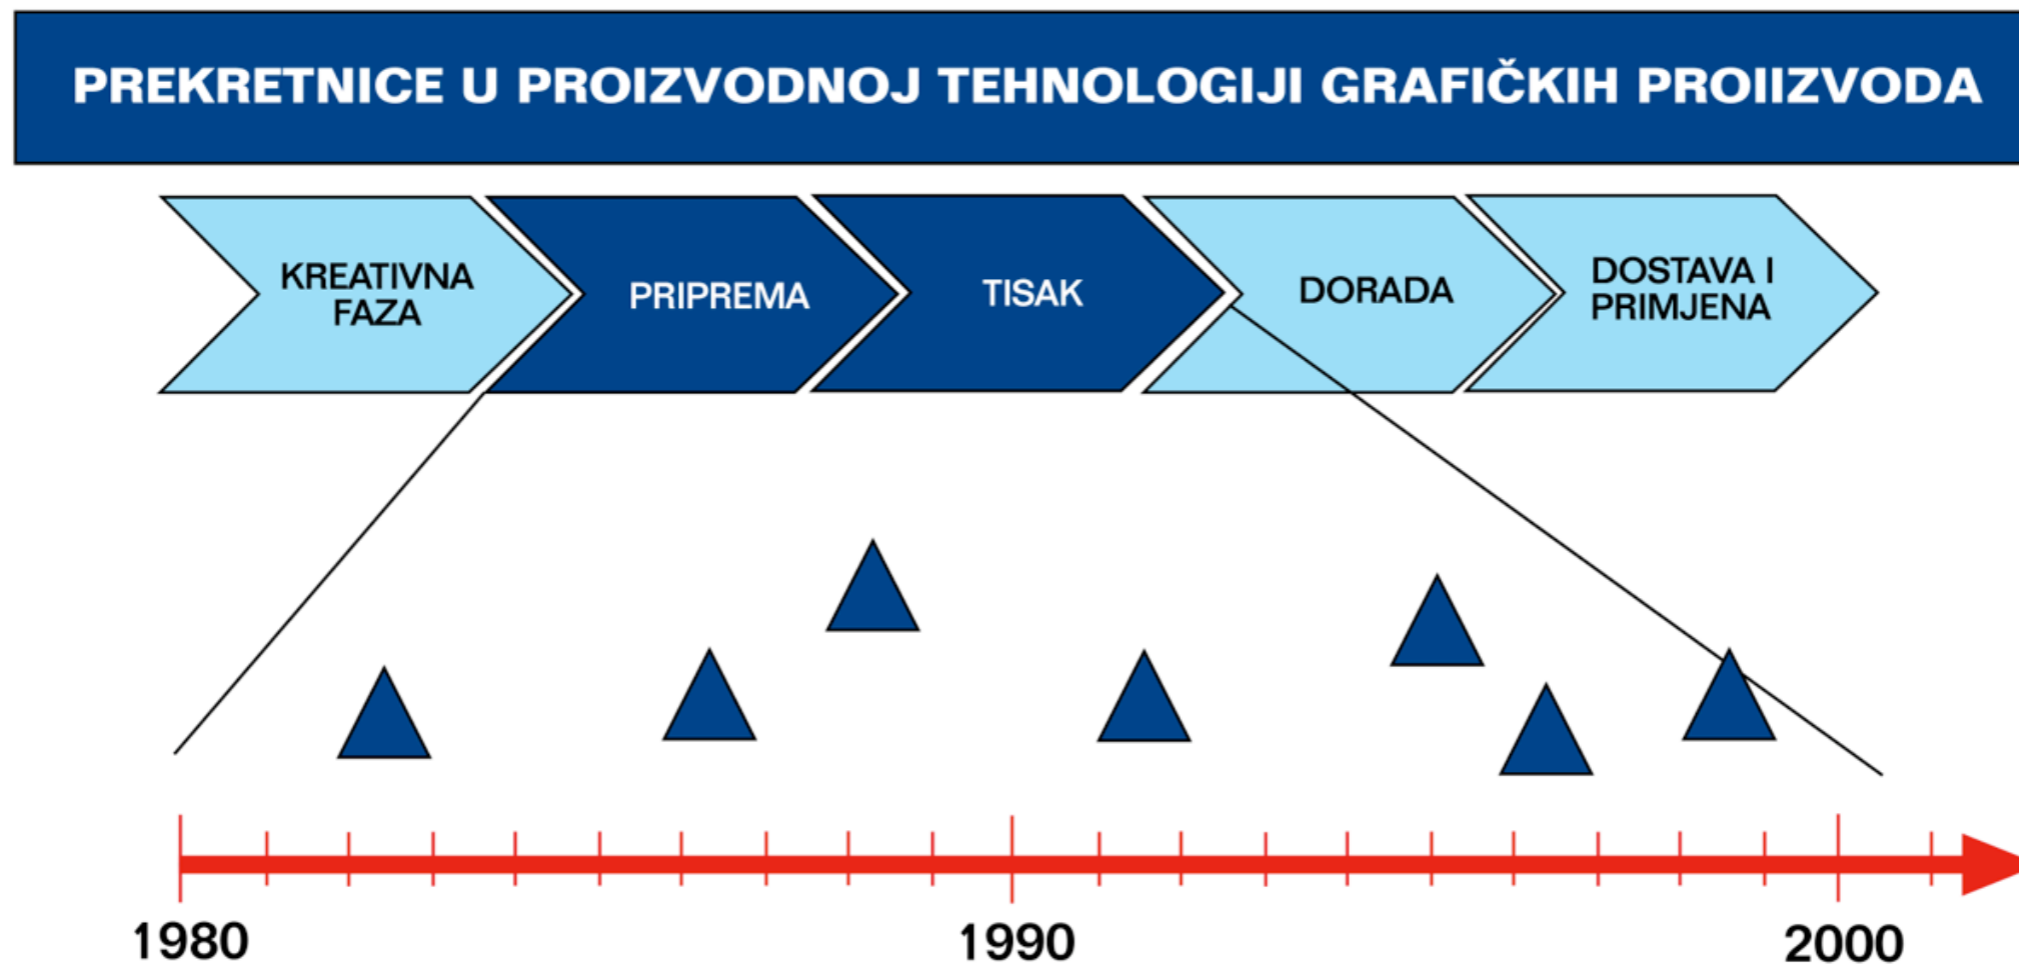 PREKRETNICE U PROIZVODNOJ TEHNOLOGIJI GRAFIČKIH PROIIZVODA
KREATIVNA
FAZA
PRIPREMA
TISAK
DORADA
DOSTAVA I
PRIMJENA
1980
1990
2000